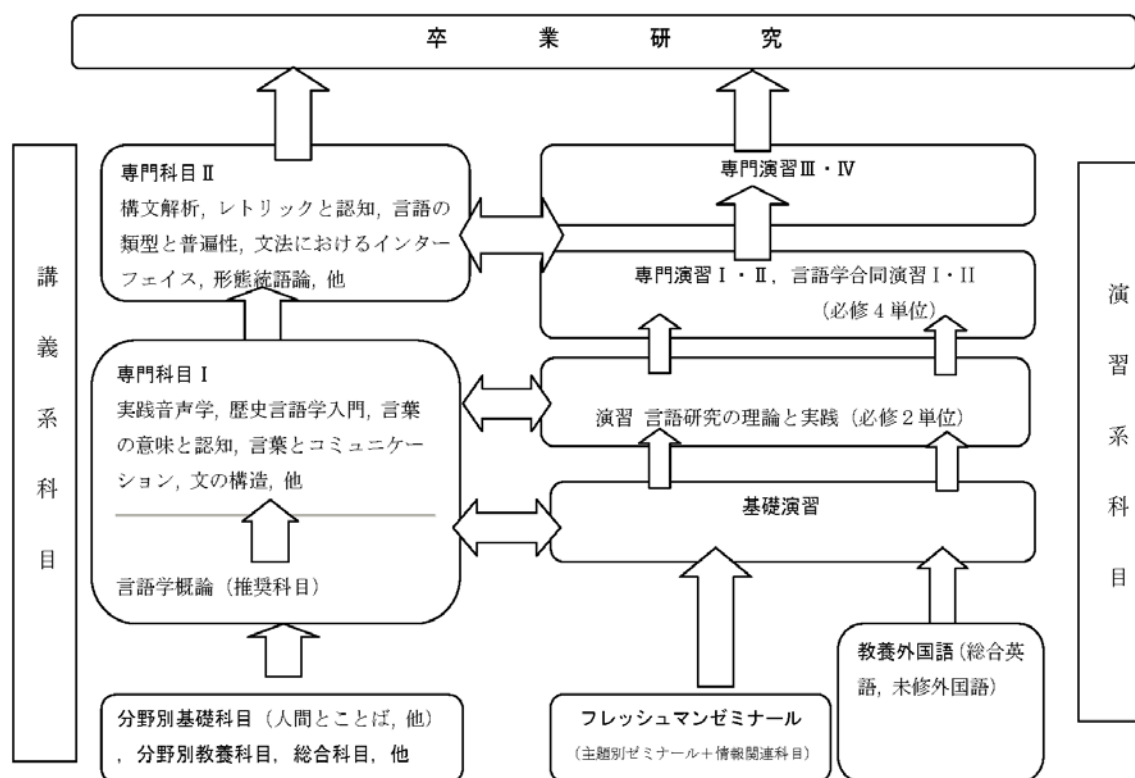 卒業研究
講義系科目
専門科目Ⅱ
構文解析, レトリックと認知, 言語の
類型と普遍性, 文法におけるインター
フェイス, 形態統語論, 他
専門科目Ⅰ
実践音声学, 歴史言語学入門, 言葉
の意味と認知, 言葉とコミュニケー
ション, 文の構造, 他
言語学概論（推奨科目）
分野別基礎科目（人間とことば, 他）
, 分野別教養科目, 総合科目, 他
専門演習Ⅲ・Ⅳ
専門演習Ⅰ・Ⅱ, 言語学合同演習Ⅰ・Ⅱ
（必修４単位）
演習 言語研究の理論と実践（必修２単位）
基礎演習
フレッシュマンゼミナール
（主題別ゼミナール＋情報関連科目）
教養外国語（総合英
語, 未修外国語）
演習系科目